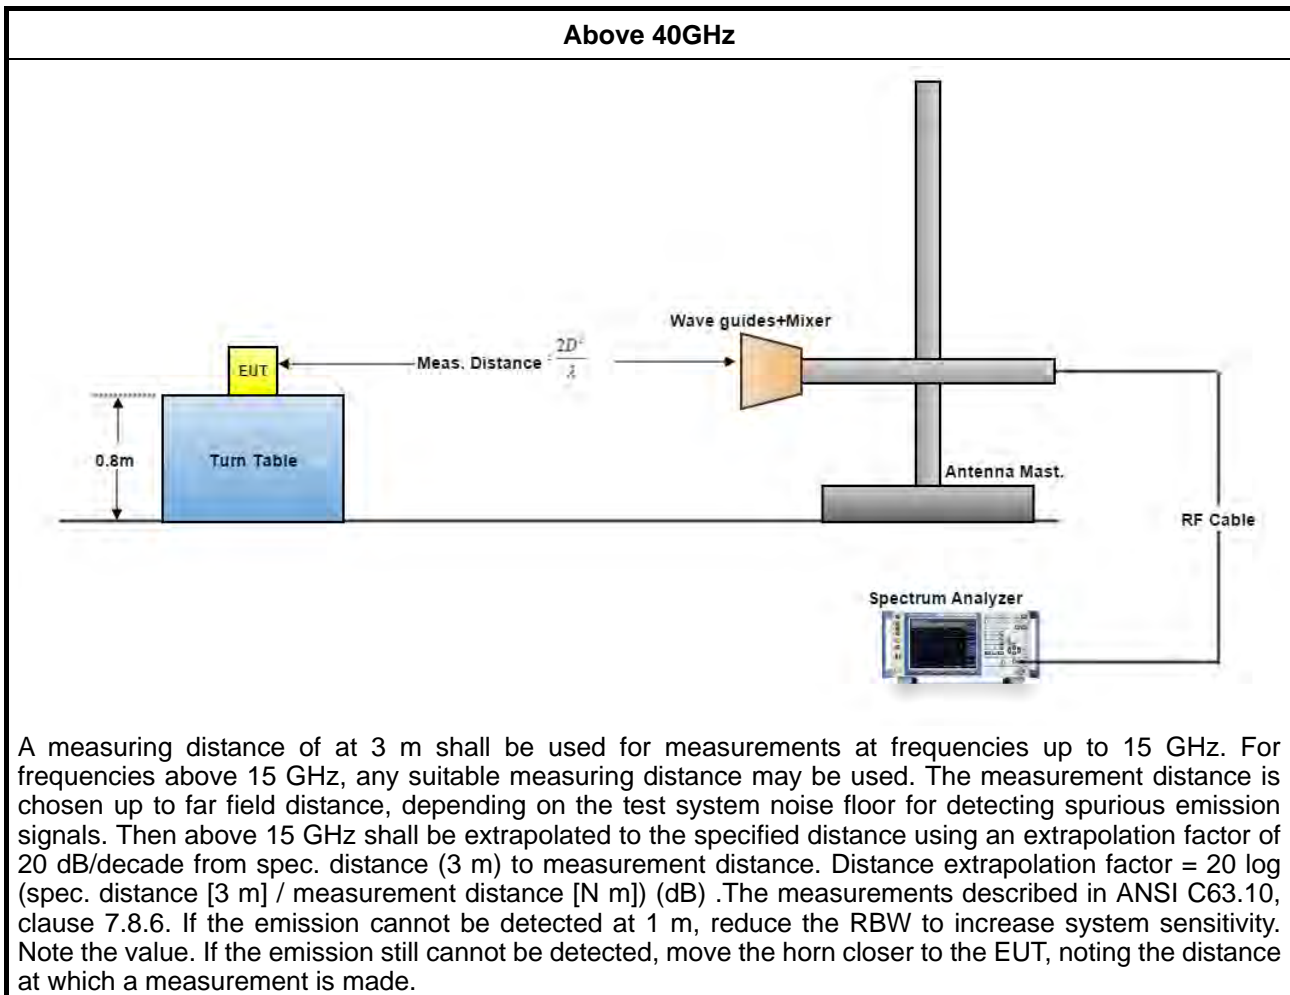 Above 40GHz
Wave guides+Mixer
EUT
Meas. Distance : 2D²/λ
0.8m
Turn Table
Antenna Mast.
RF Cable
Spectrum Analyzer
A measuring distance of at 3 m shall be used for measurements at frequencies up to 15 GHz. For
frequencies above 15 GHz, any suitable measuring distance may be used. The measurement distance is
chosen up to far field distance, depending on the test system noise floor for detecting spurious emission
signals. Then above 15 GHz shall be extrapolated to the specified distance using an extrapolation factor of
20 dB/decade from spec. distance (3 m) to measurement distance. Distance extrapolation factor = 20 log
(spec. distance [3 m] / measurement distance [N m]) (dB) .The measurements described in ANSI C63.10,
clause 7.8.6. If the emission cannot be detected at 1 m, reduce the RBW to increase system sensitivity.
Note the value. If the emission still cannot be detected, move the horn closer to the EUT, noting the distance
at which a measurement is made.